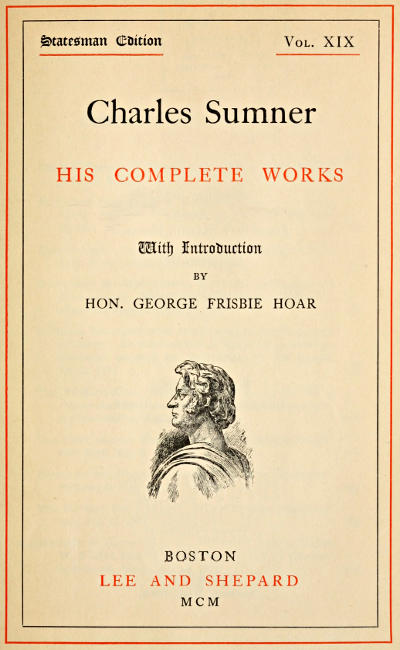 Statesman Edition Vol. XIX
Charles Sumner
HIS COMPLETE WORKS
With Introduction
BY
HON. GEORGE FRISBIE HOAR
BOSTON
LEE AND SHEPARD
MCM